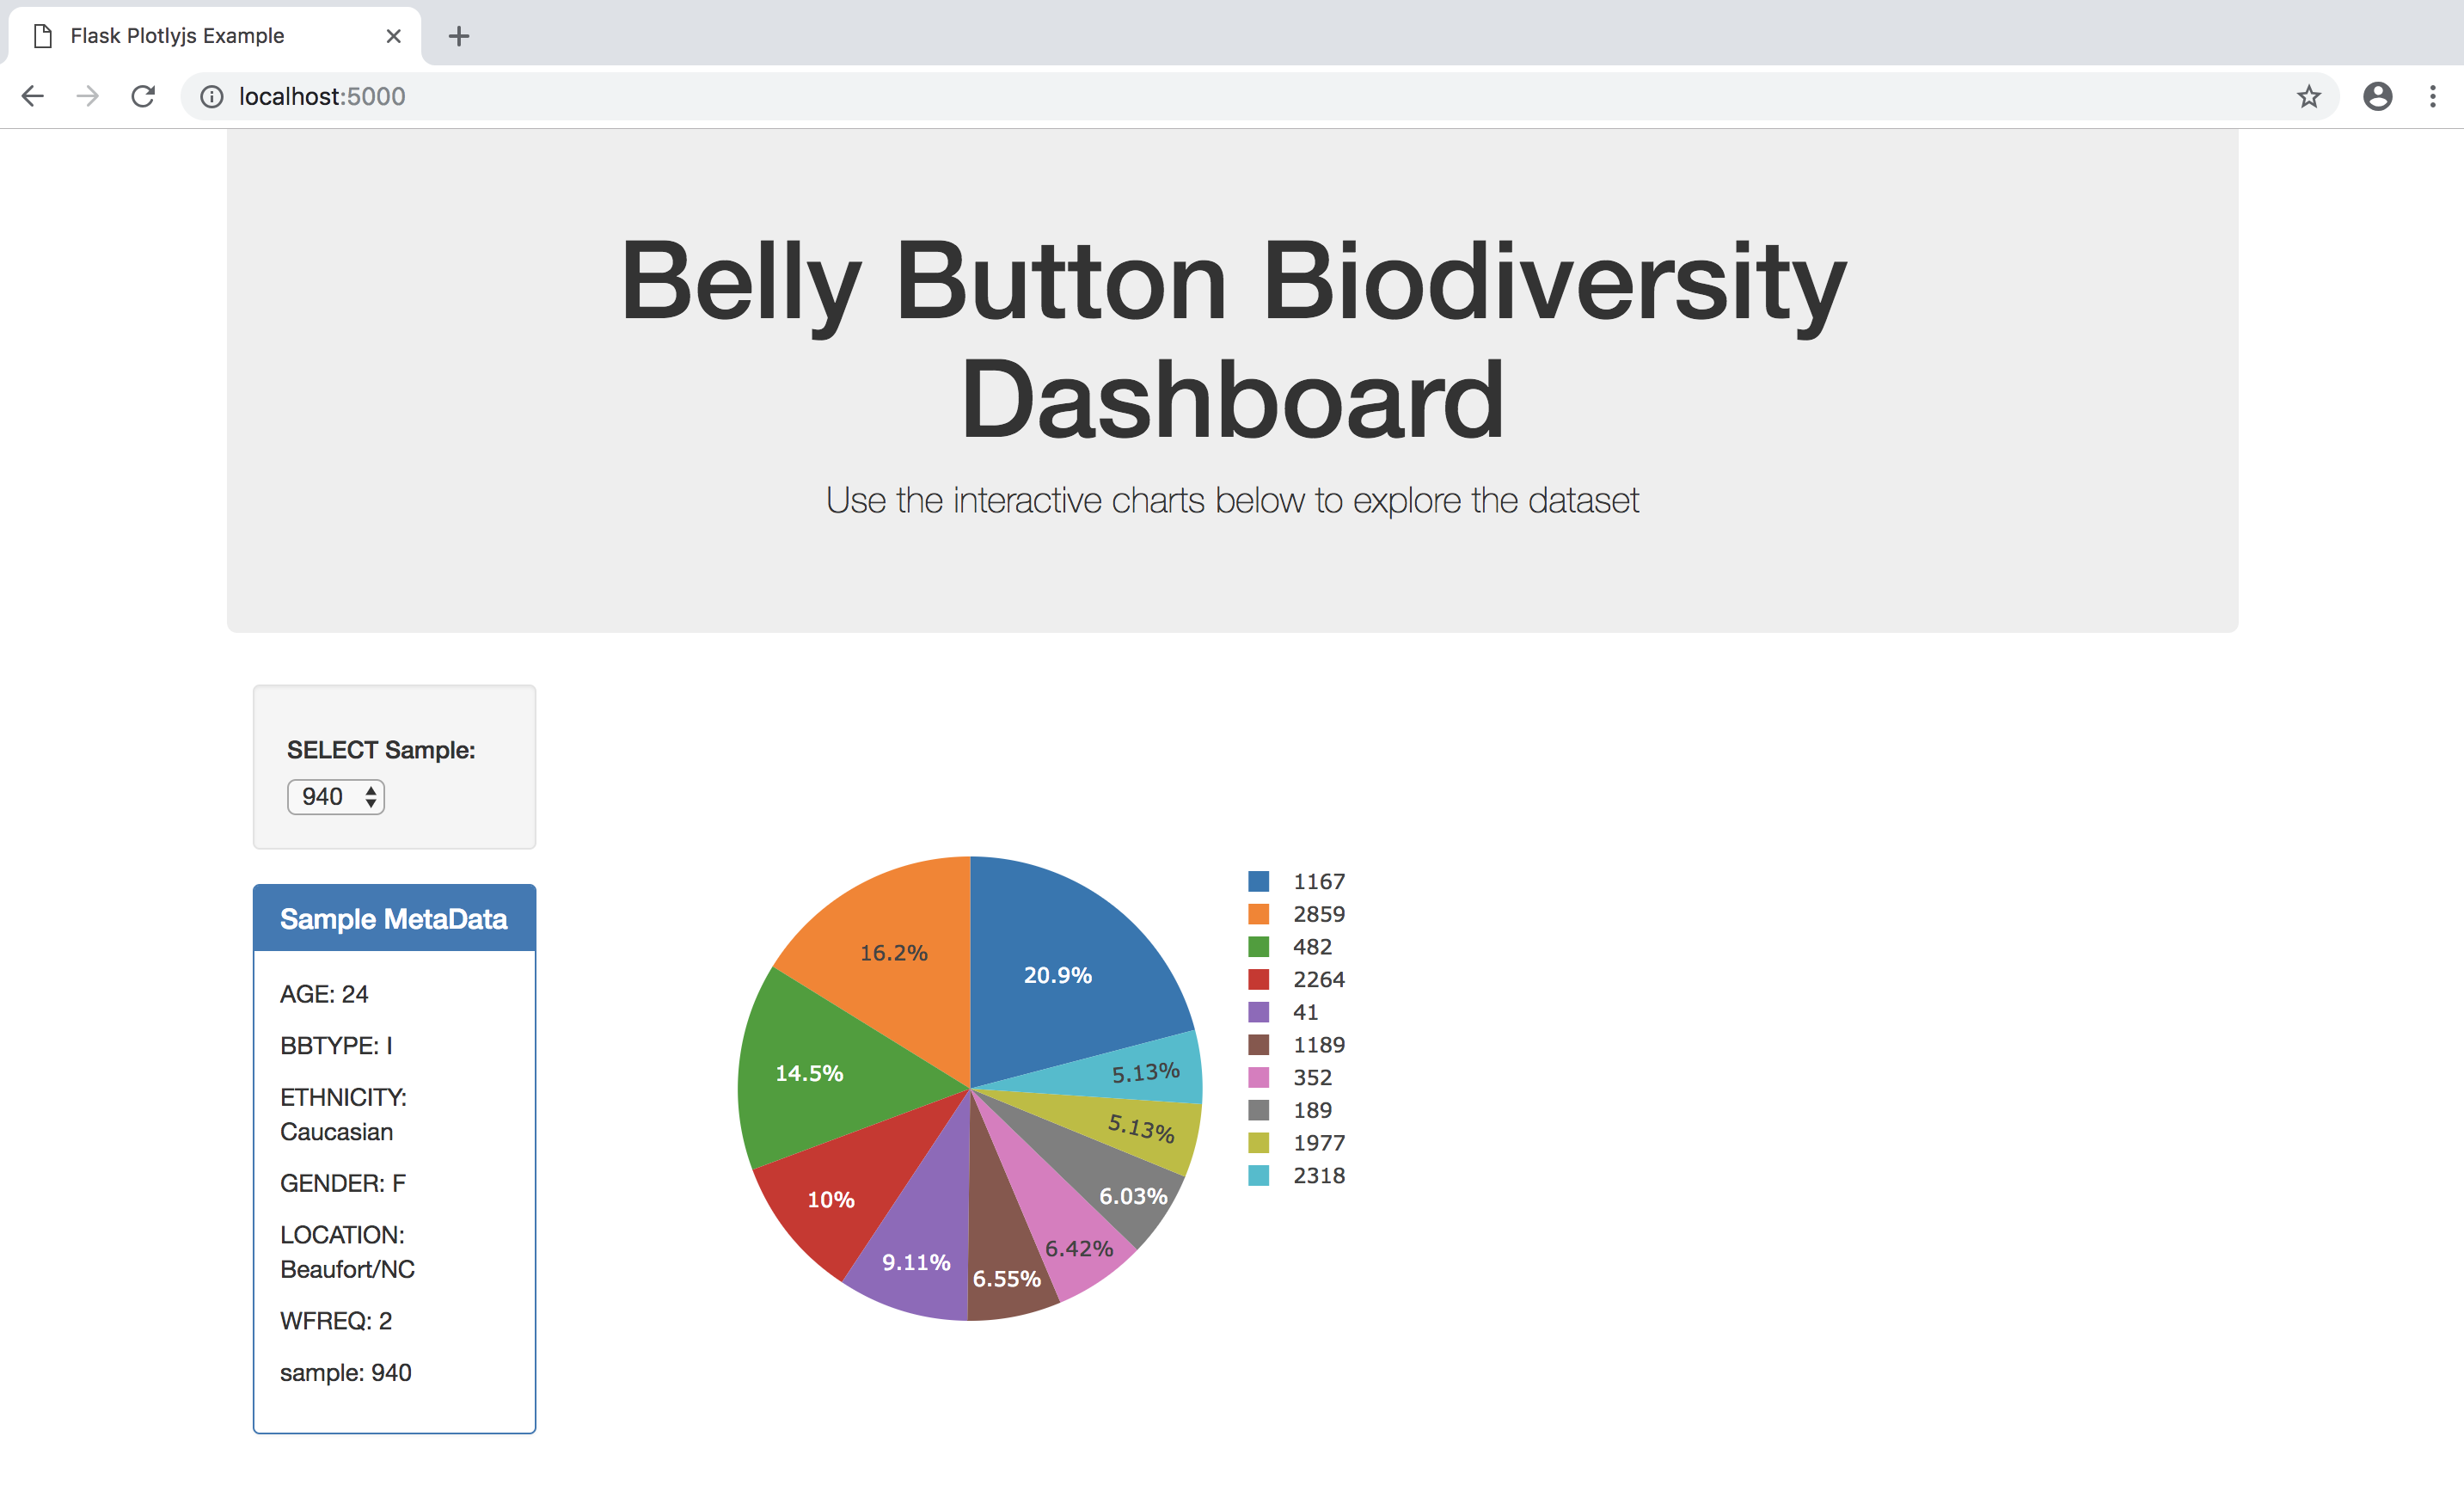 Flask Plotlyjs Example
localhost:5000
Belly Button Biodiversity
Dashboard
Use the interactive charts below to explore the dataset
SELECT Sample:
940
Sample MetaData
AGE: 24
BBTYPE: I
ETHNICITY:
Caucasian
GENDER: F
LOCATION:
Beaufort/NC
WFREQ: 2
sample: 940
16.2%
20.9%
14.5%
5.13%
5.13%
10%
6.03%
9.11%
6.55%
6.42%
1167
2859
482
2264
41
1189
352
189
1977
2318